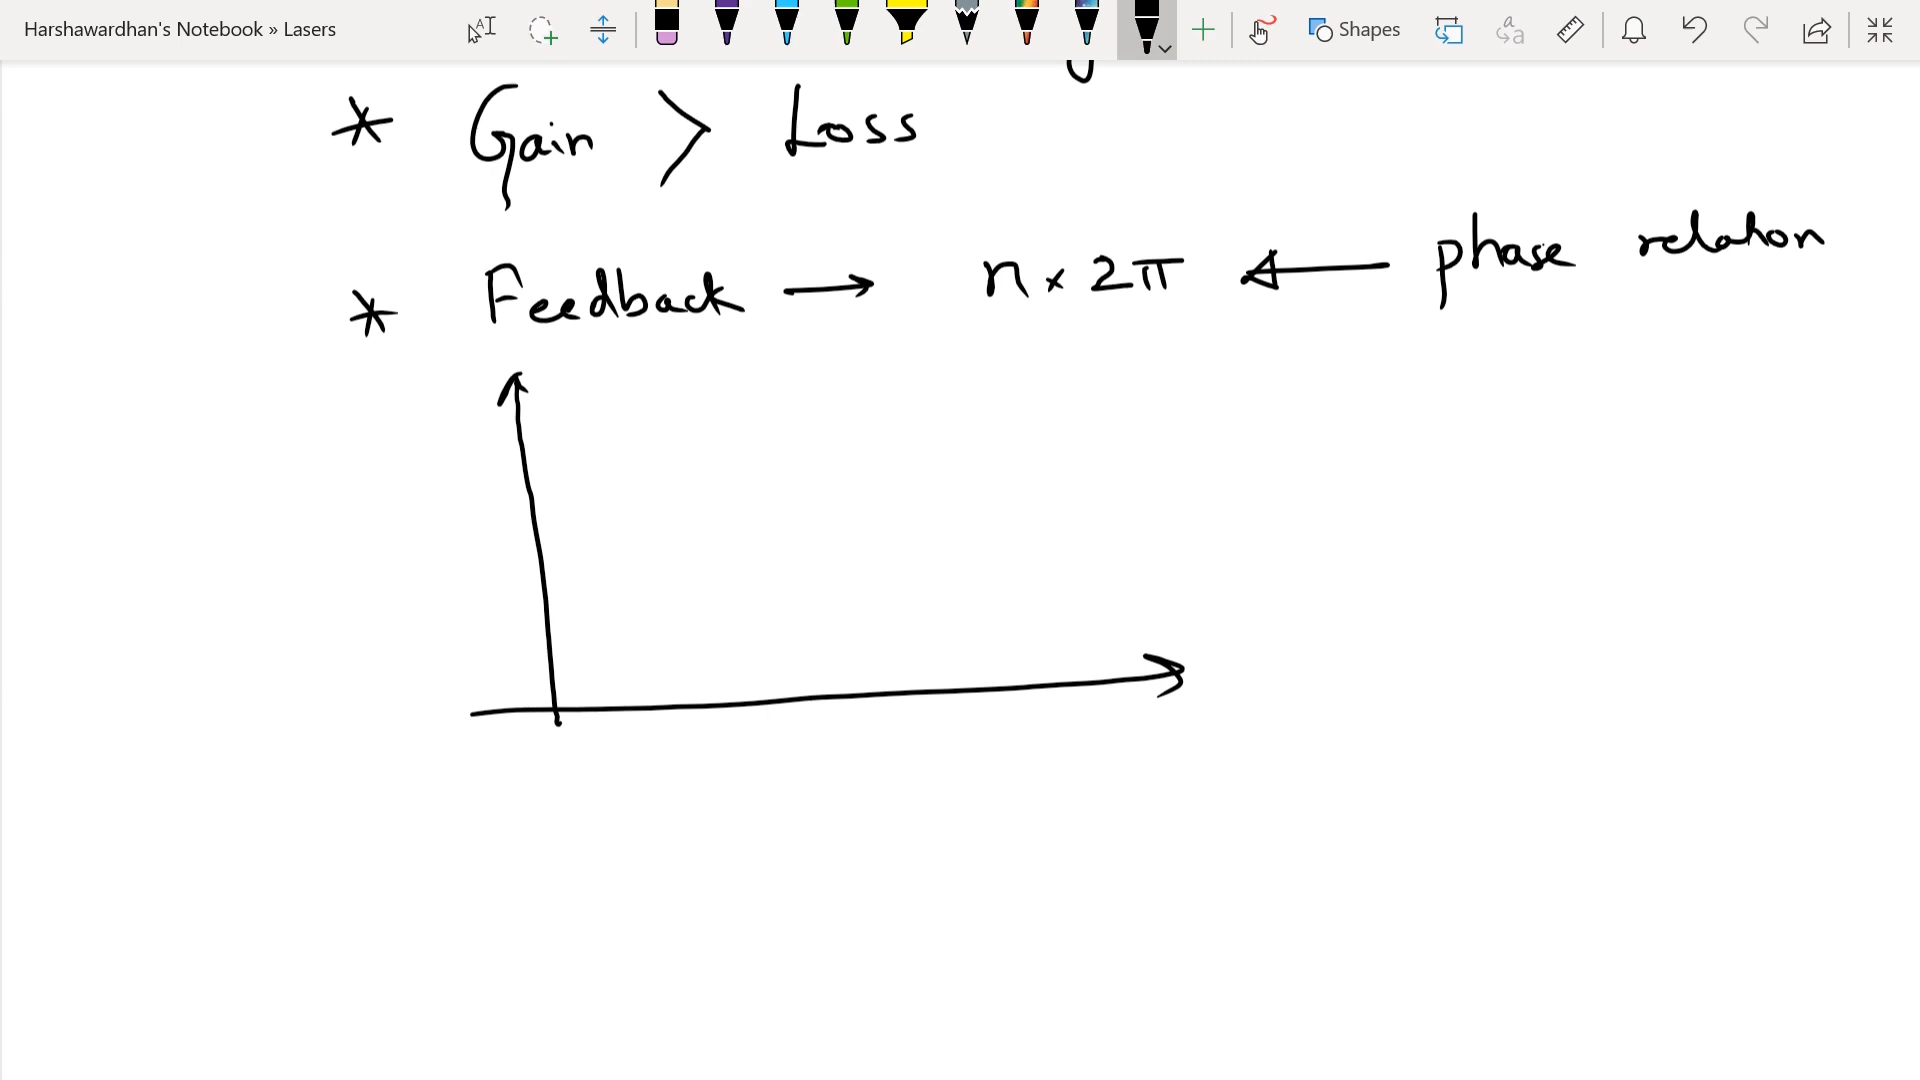 Harshawardhan's Notebook » Lasers
Shapes
* Gain > Loss
* Feedback → n × 2π ← phase relation